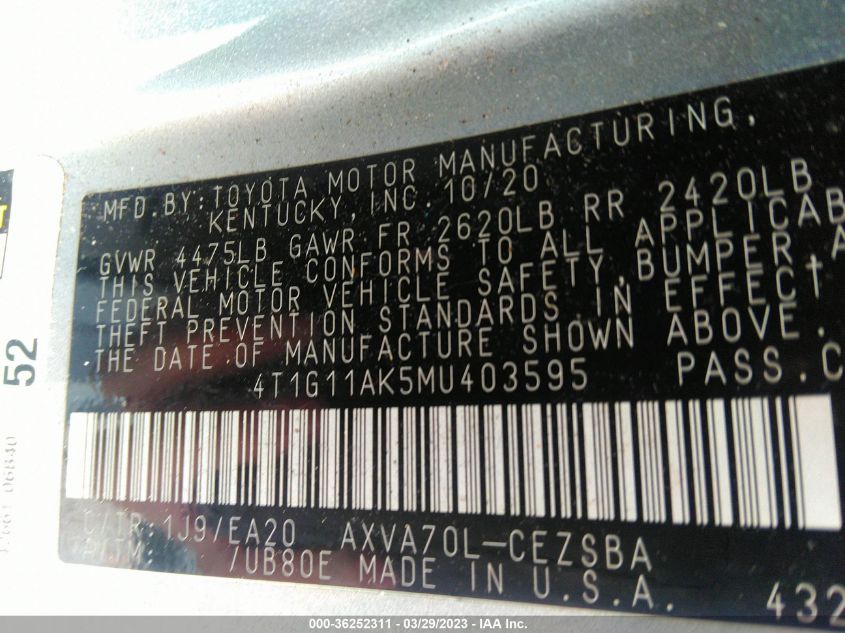 MFD.BY:TOYOTA MOTOR MANUFACTURING,
KENTUCKY, INC. 10/20
GVWR 4475LB GAWR FR 2620LB RR 2420LB
THIS VEHICLE CONFORMS TO ALL APPLICAB
FEDERAL MOTOR VEHICLE SAFETY,BUMPER A
THEFT PREVENTION STANDARDS IN EFFECT
THE DATE OF MANUFACTURE SHOWN ABOVE.
4T1G11AK5MU403595 PASS.C
C/TR:1J9/EA20 AXVA70L-CEZSBA
A/TM: /UB80E MADE IN U.S.A. 432
52
000-36252311 / 03/29/2023 / IAA Inc.